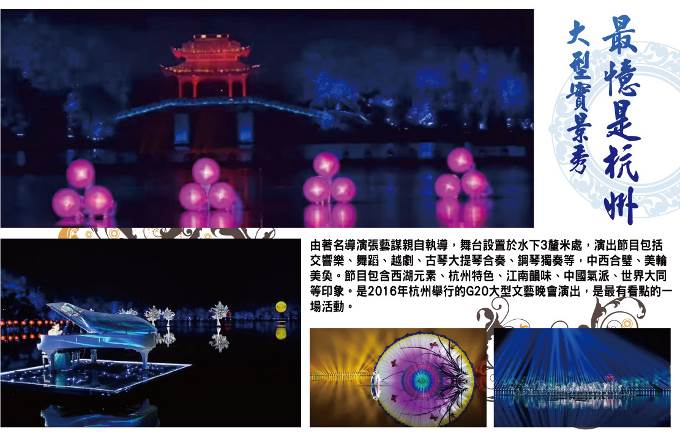 最憶是杭州
大型實景秀
由著名導演張藝謀親自執導，舞台設置於水下3釐米處，演出節目包括
交響樂、舞蹈、越劇、古琴大提琴合奏、鋼琴獨奏等，中西合璧、美輪
美奐。節目包含西湖元素、杭州特色、江南韻味、中國氣派、世界大同
等印象。是2016年杭州舉行的G20大型文藝晚會演出，是最有看點的一
場活動。